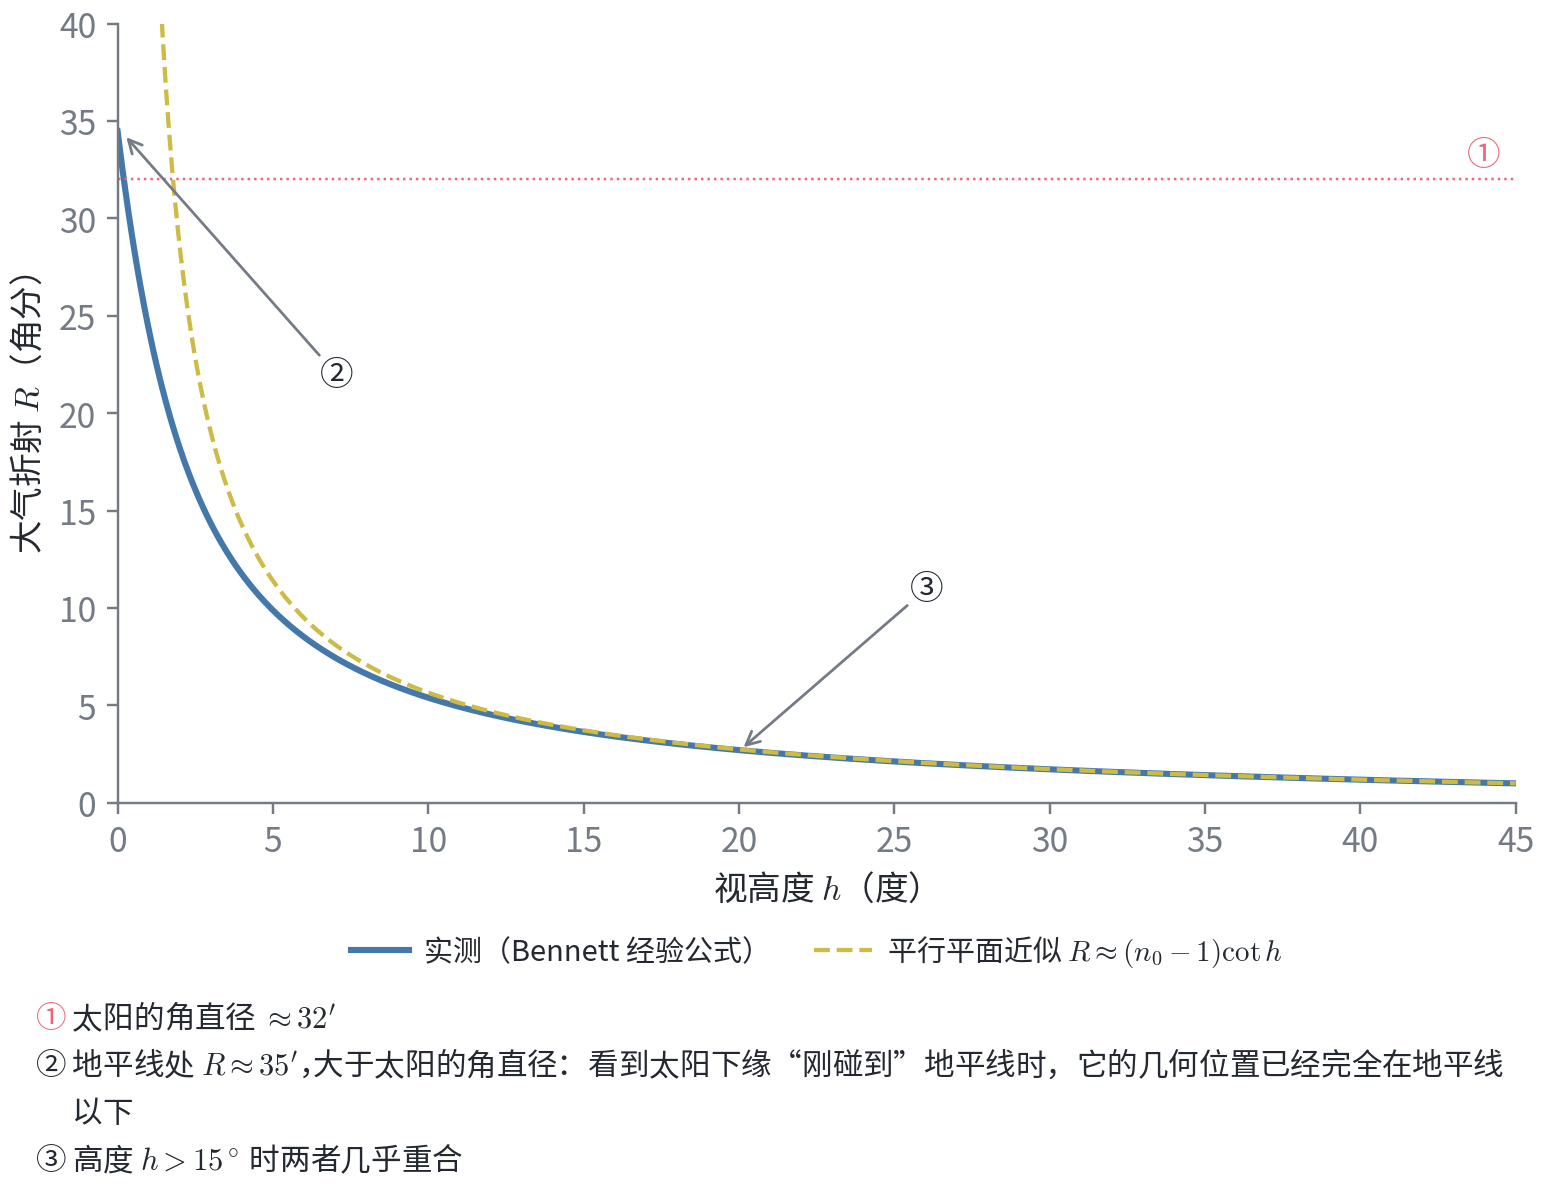 40
35
30
25
20
15
10
5
0
大气折射 R（角分）
①
②
③
0 5 10 15 20 25 30 35 40 45
视高度 h（度）
实测（Bennett 经验公式） 平行平面近似 R ≈ (n₀ − 1)cot h
① 太阳的角直径 ≈ 32′
② 地平线处 R ≈ 35′,大于太阳的角直径：看到太阳下缘“刚碰到”地平线时，它的几何位置已经完全在地平线
以下
③ 高度 h > 15° 时两者几乎重合